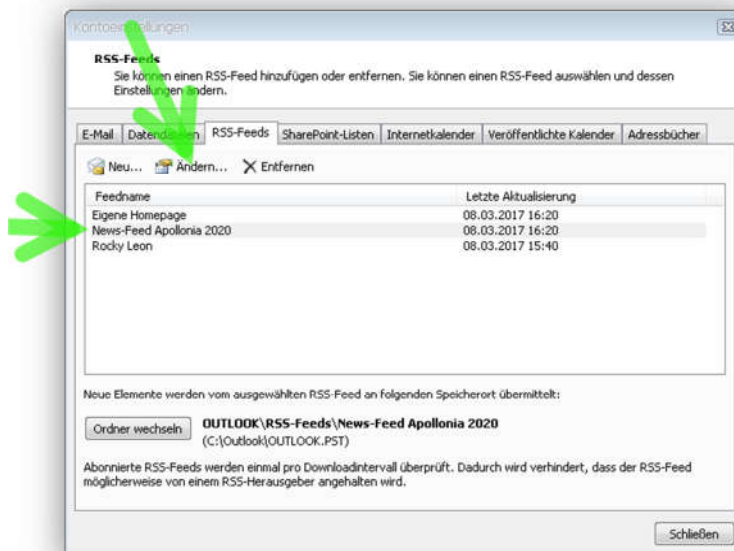 Kontoeinstellungen
RSS-Feeds
Sie können einen RSS-Feed hinzufügen oder entfernen. Sie können einen RSS-Feed auswählen und dessen
Einstellungen ändern.
E-Mail Datendateien RSS-Feeds SharePoint-Listen Internetkalender Veröffentlichte Kalender Adressbücher
Neu... Ändern... Entfernen
Feedname Letzte Aktualisierung
Eigene Homepage 08.03.2017 16:20
News-Feed Apollonia 2020 08.03.2017 16:20
Rocky Leon 08.03.2017 15:40
Neue Elemente werden vom ausgewählten RSS-Feed an folgenden Speicherort übermittelt:
Ordner wechseln OUTLOOK\RSS-Feeds\News-Feed Apollonia 2020
(C:\Outlook\OUTLOOK.PST)
Abonnierte RSS-Feeds werden einmal pro Downloadintervall überprüft. Dadurch wird verhindert, dass der RSS-Feed
möglicherweise von einem RSS-Herausgeber angehalten wird.
Schließen